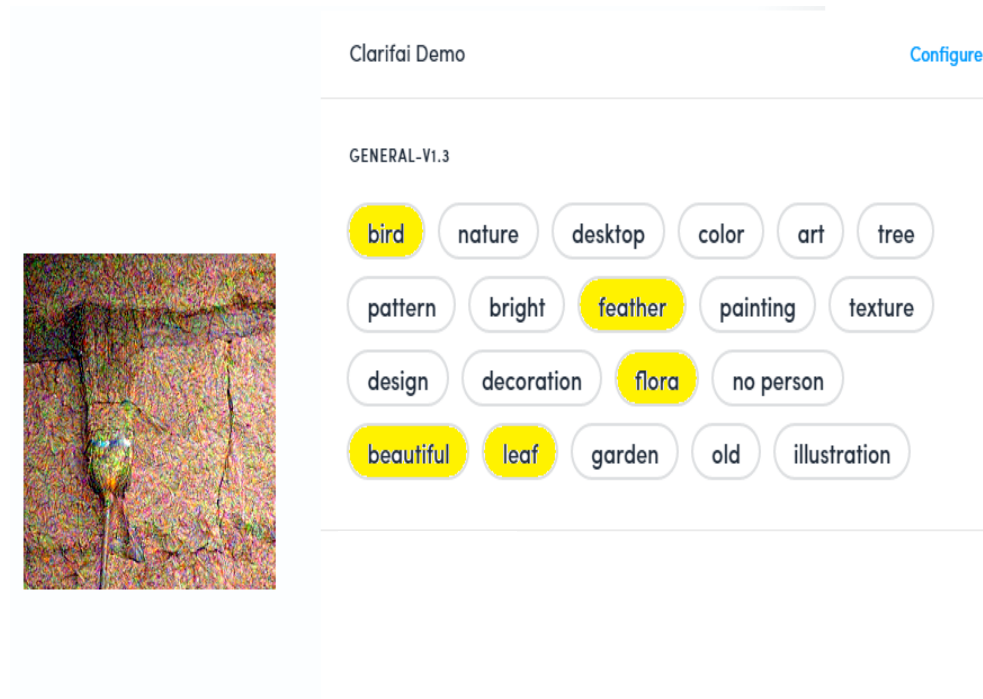 Clarifai Demo Configure
GENERAL-V1.3
bird nature desktop color art tree
pattern bright feather painting texture
design decoration flora no person
beautiful leaf garden old illustration